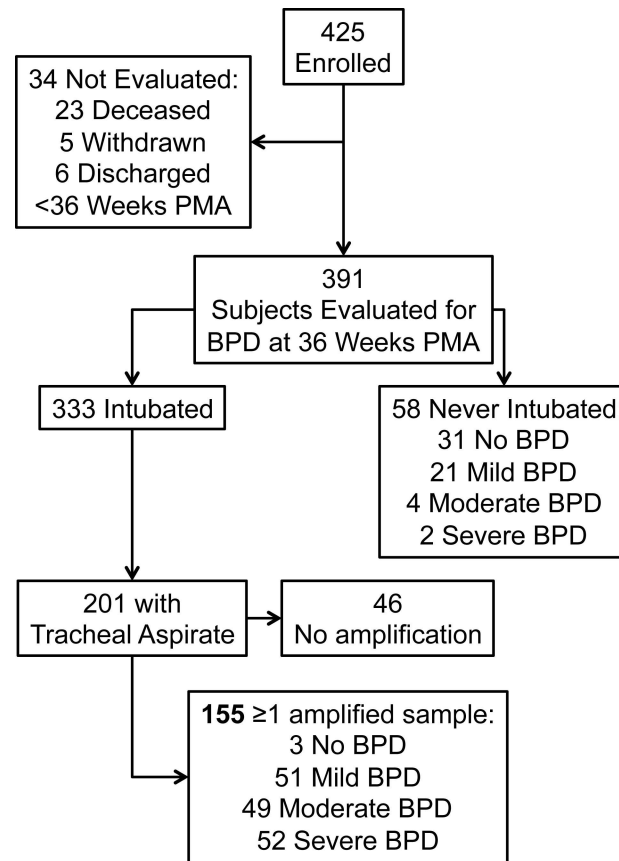 425
Enrolled
34 Not Evaluated:
23 Deceased
5 Withdrawn
6 Discharged
<36 Weeks PMA
391
Subjects Evaluated for
BPD at 36 Weeks PMA
333 Intubated
58 Never Intubated
31 No BPD
21 Mild BPD
4 Moderate BPD
2 Severe BPD
201 with
Tracheal Aspirate
46
No amplification
155 ≥1 amplified sample:
3 No BPD
51 Mild BPD
49 Moderate BPD
52 Severe BPD